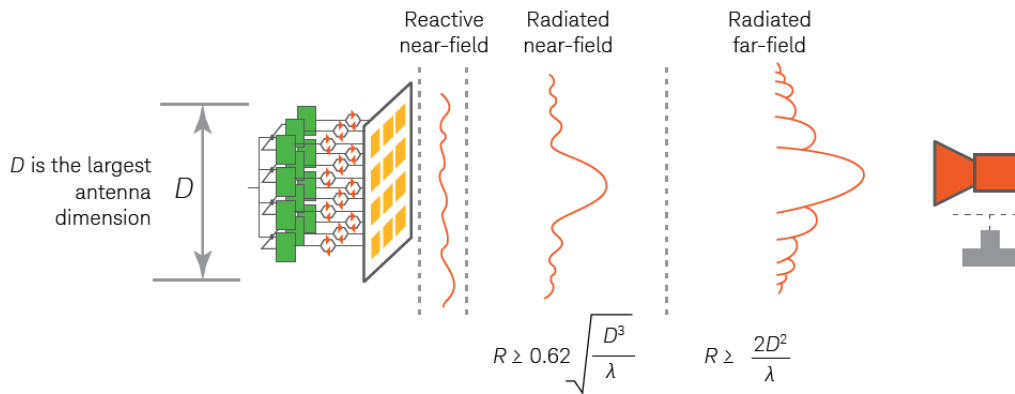 Reactive
near-field
Radiated
near-field
Radiated
far-field
D is the largest
antenna
dimension
D
R ≥ 0.62 √(D³/λ)
R ≥ 2D²/λ